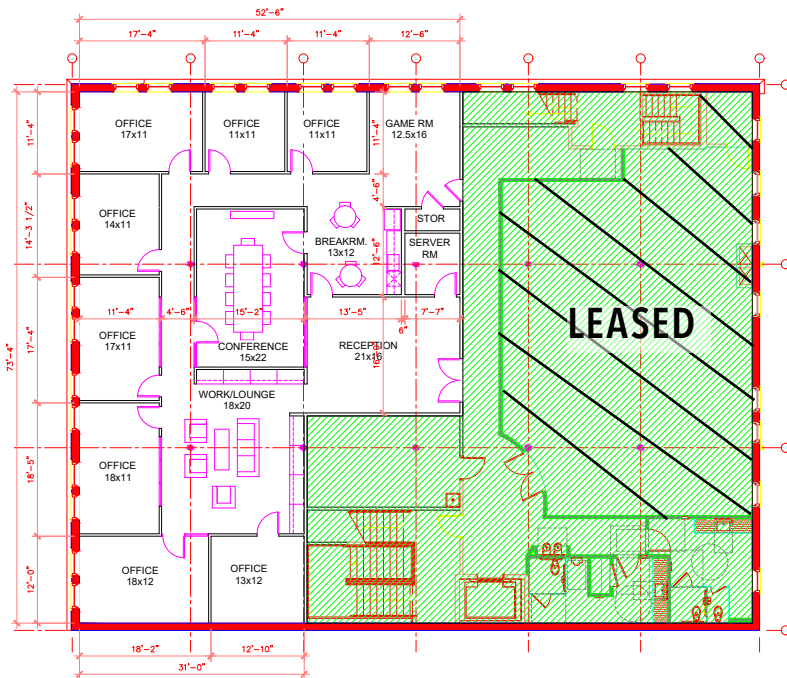 52'-6"
17'-4"
11'-4"
11'-4"
12'-6"
OFFICE
17x11
OFFICE
11x11
OFFICE
11x11
GAME RM
12.5x16
11'-4"
11'-4"
4'-6"
OFFICE
14x11
14'-3 1/2"
STOR
BREAKRM.
13x12
SERVER
RM
12'-6"
11'-4"
4'-6"
15'-2"
13'-5"
7'-7"
6"
LEASED
OFFICE
17x11
17'-4"
CONFERENCE
15x22
RECEPTION
21x16
73'-4"
WORK/LOUNGE
18x20
OFFICE
18x11
18'-5"
OFFICE
18x12
OFFICE
13x12
12'-0"
18'-2"
12'-10"
31'-0"